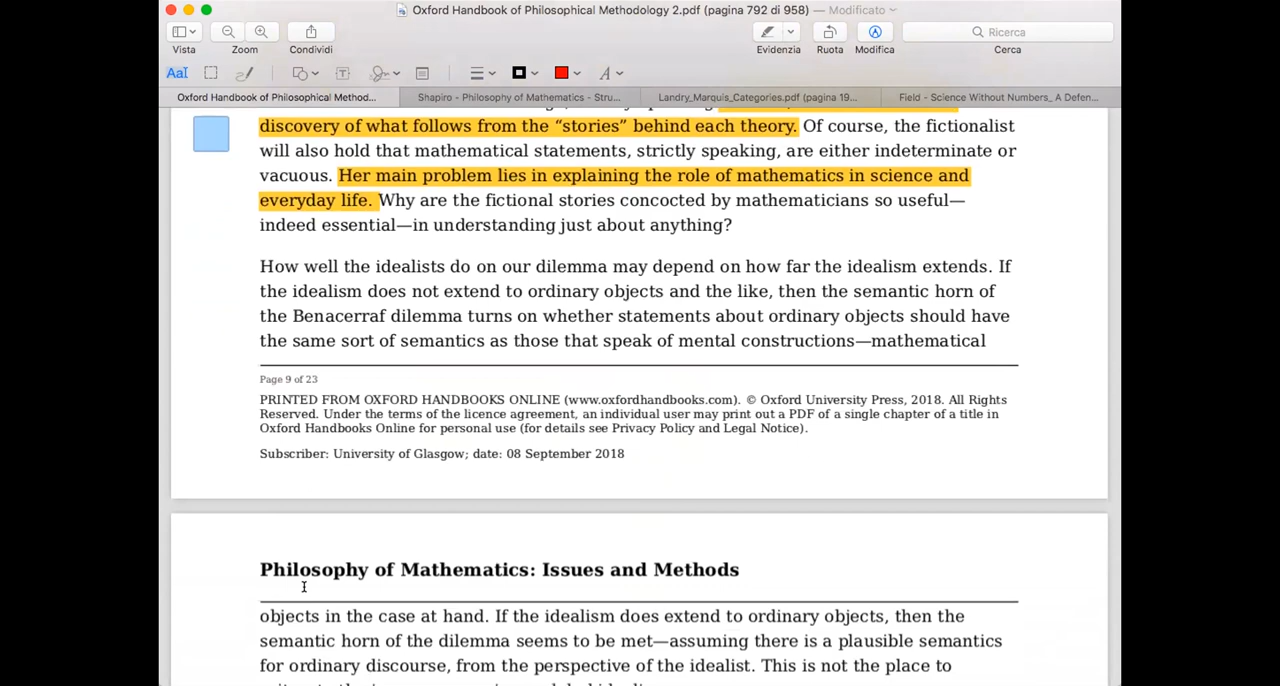 Oxford Handbook of Philosophical Methodology 2.pdf (pagina 792 di 958) — Modificato
Vista
Zoom
Condividi
Evidenzia
Ruota
Modifica
Ricerca
Cerca
Oxford Handbook of Philosophical Method...
Shapiro - Philosophy of Mathematics - Stru...
Landry_Marquis_Categories.pdf (pagina 19...
Field - Science Without Numbers_ A Defen...
discovery of what follows from the “stories” behind each theory. Of course, the fictionalist
will also hold that mathematical statements, strictly speaking, are either indeterminate or
vacuous. Her main problem lies in explaining the role of mathematics in science and
everyday life. Why are the fictional stories concocted by mathematicians so useful—
indeed essential—in understanding just about anything?
How well the idealists do on our dilemma may depend on how far the idealism extends. If
the idealism does not extend to ordinary objects and the like, then the semantic horn of
the Benacerraf dilemma turns on whether statements about ordinary objects should have
the same sort of semantics as those that speak of mental constructions—mathematical
Page 9 of 23
PRINTED FROM OXFORD HANDBOOKS ONLINE (www.oxfordhandbooks.com). © Oxford University Press, 2018. All Rights
Reserved. Under the terms of the licence agreement, an individual user may print out a PDF of a single chapter of a title in
Oxford Handbooks Online for personal use (for details see Privacy Policy and Legal Notice).
Subscriber: University of Glasgow; date: 08 September 2018
Philosophy of Mathematics: Issues and Methods
objects in the case at hand. If the idealism does extend to ordinary objects, then the
semantic horn of the dilemma seems to be met—assuming there is a plausible semantics
for ordinary discourse, from the perspective of the idealist. This is not the place to